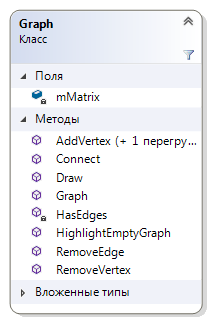 Graph
Класс
Поля
mMatrix
Методы
AddVertex (+ 1 перегру...
Connect
Draw
Graph
HasEdges
HighlightEmptyGraph
RemoveEdge
RemoveVertex
Вложенные типы